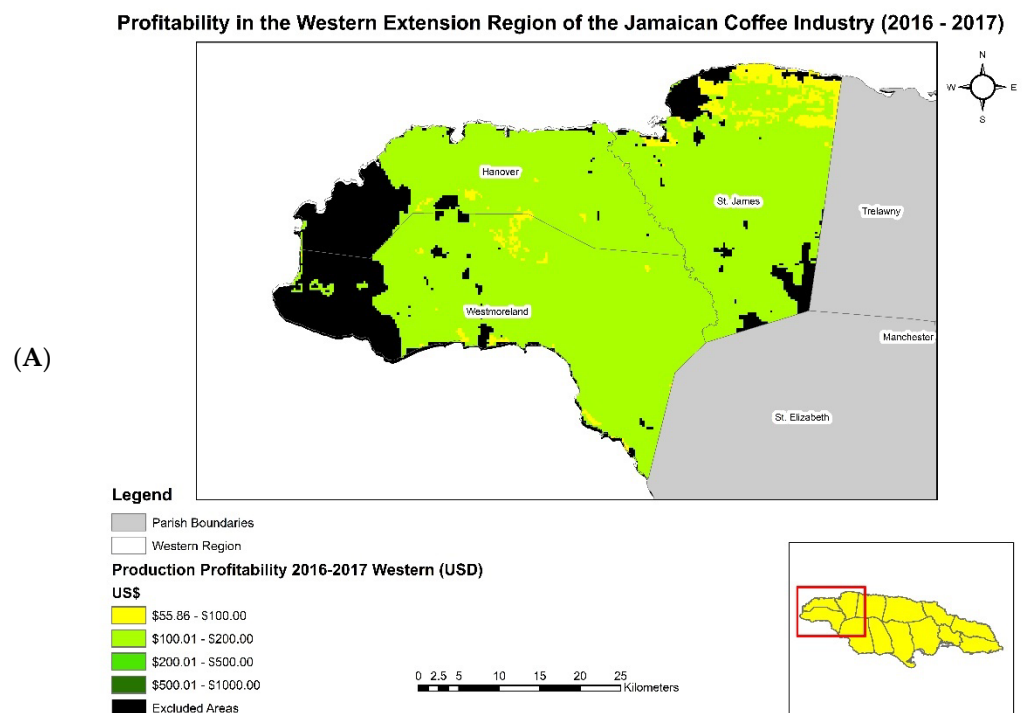 Profitability in the Western Extension Region of the Jamaican Coffee Industry (2016 - 2017)
N
W E
S
Hanover
St. James
Trelawny
Westmoreland
Manchester
(A)
St. Elizabeth
Legend
Parish Boundaries
Western Region
Production Profitability 2016-2017 Western (USD)
US$
$55.86 - $100.00
$100.01 - $200.00
$200.01 - $500.00
$500.01 - $1000.00
Excluded Areas
0 2.5 5 10 15 20 25
Kilometers